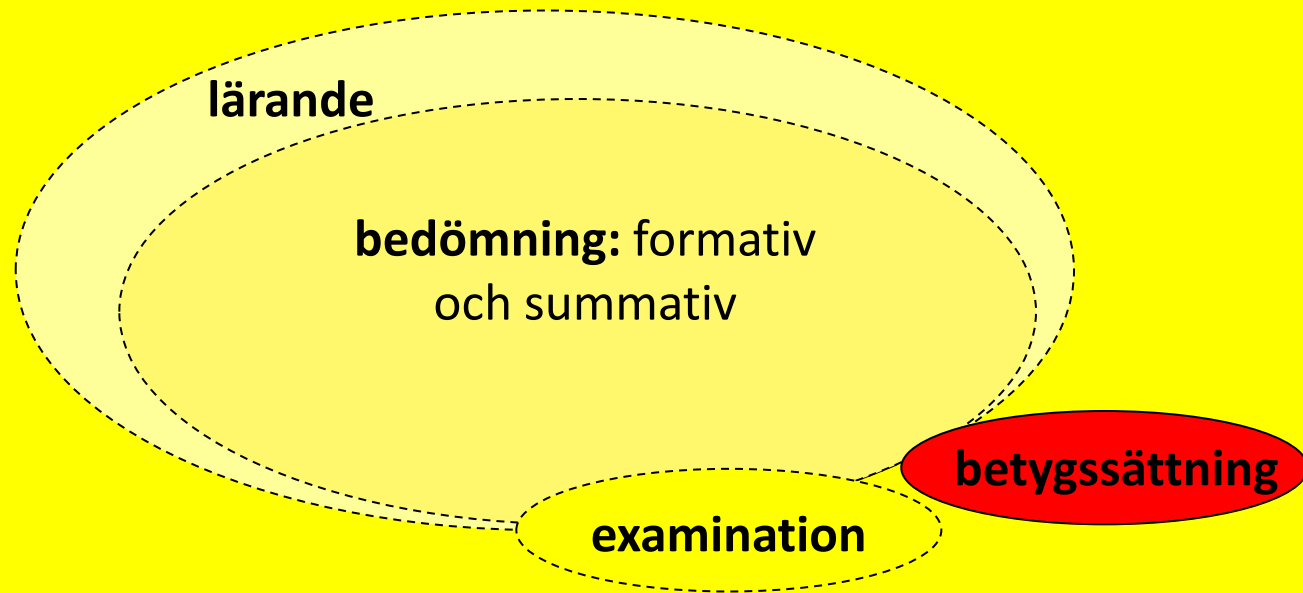 lärande
bedömning: formativ
och summativ
betygssättning
examination